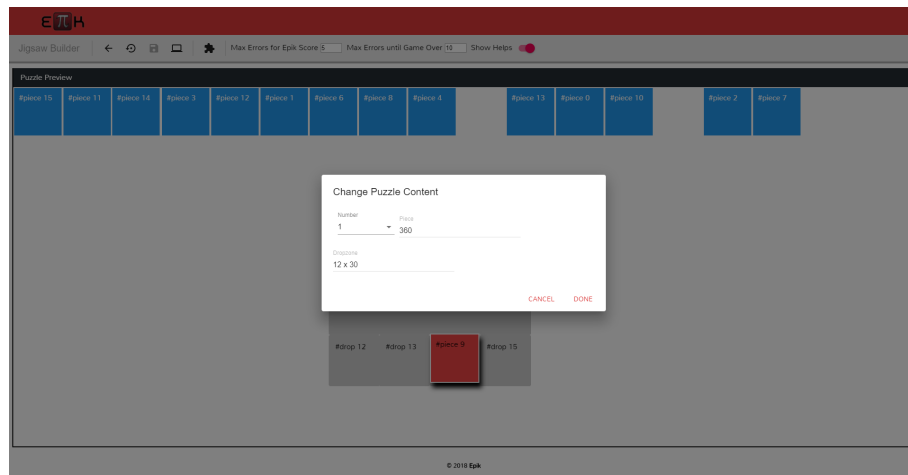 EπK
Jigsaw Builder Max Errors for Epik Score 5 Max Errors until Game Over 10 Show Helps
Puzzle Preview
#piece 15 #piece 11 #piece 14 #piece 3 #piece 12 #piece 1 #piece 6 #piece 8 #piece 4 #piece 13 #piece 0 #piece 10 #piece 2 #piece 7
Change Puzzle Content
Number Piece
1 360
Dropzone
12 x 30
CANCEL DONE
#drop 12 #drop 13 #piece 9 #drop 15
© 2018 Epik